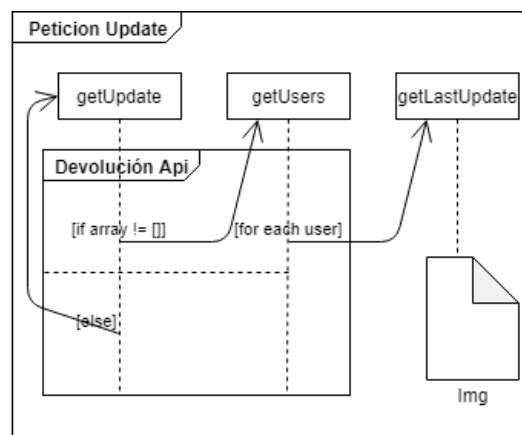 Peticion Update
getUpdate
getUsers
getLastUpdate
Devolución Api
[if array != []]
[for each user]
[else]
Img